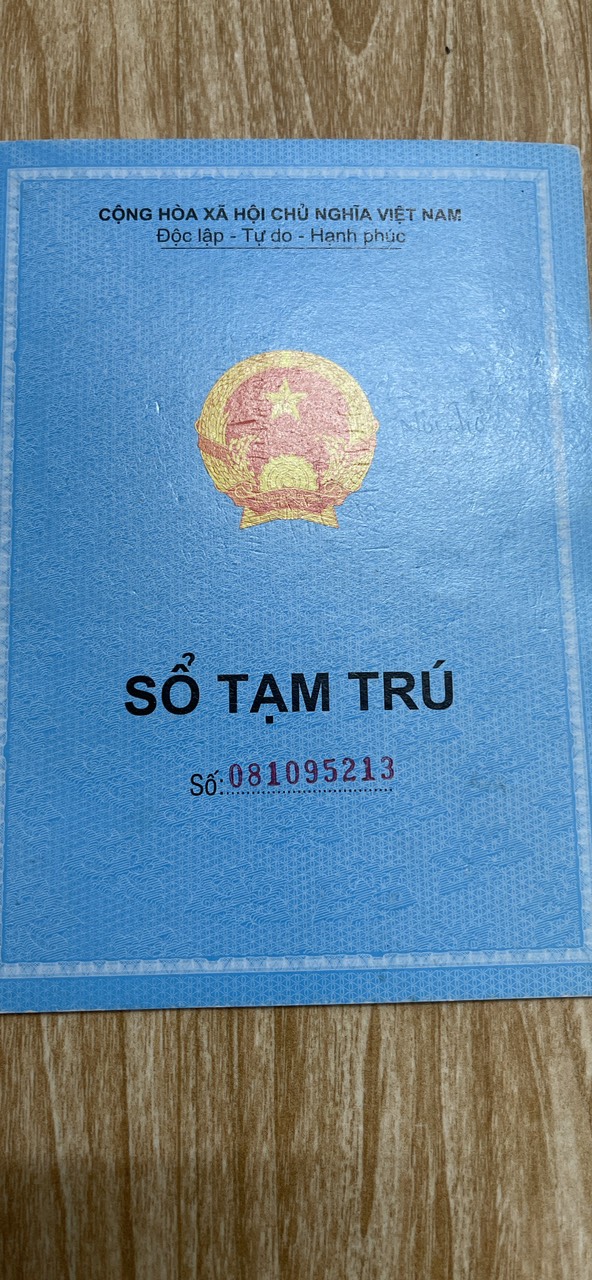 CỘNG HÒA XÃ HỘI CHỦ NGHĨA VIỆT NAM
Độc lập - Tự do - Hạnh phúc
SỔ TẠM TRÚ
Số: 081095213